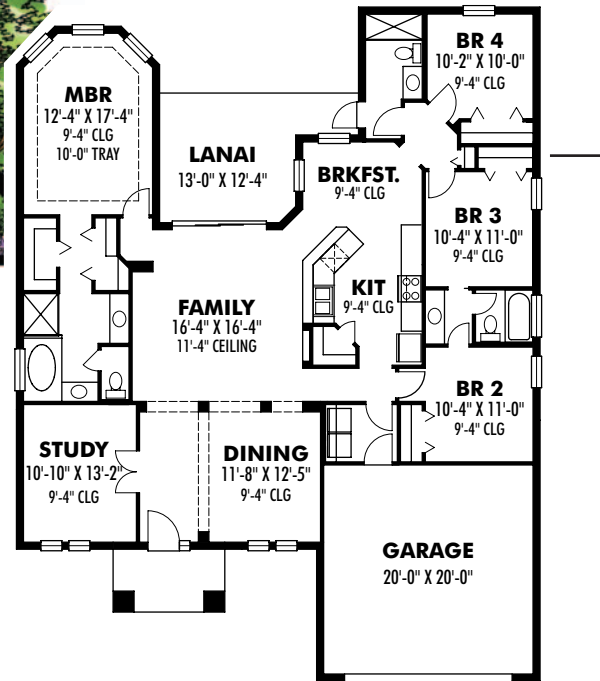 BR 4
10'-2" X 10'-0"
9'-4" CLG
MBR
12'-4" X 17'-4"
9'-4" CLG
10'-0" TRAY
LANAI
13'-0" X 12'-4"
BRKFST.
9'-4" CLG
BR 3
10'-4" X 11'-0"
9'-4" CLG
KIT
9'-4" CLG
FAMILY
16'-4" X 16'-4"
11'-4" CEILING
BR 2
10'-4" X 11'-0"
9'-4" CLG
STUDY
10'-10" X 13'-2"
9'-4" CLG
DINING
11'-8" X 12'-5"
9'-4" CLG
GARAGE
20'-0" X 20'-0"